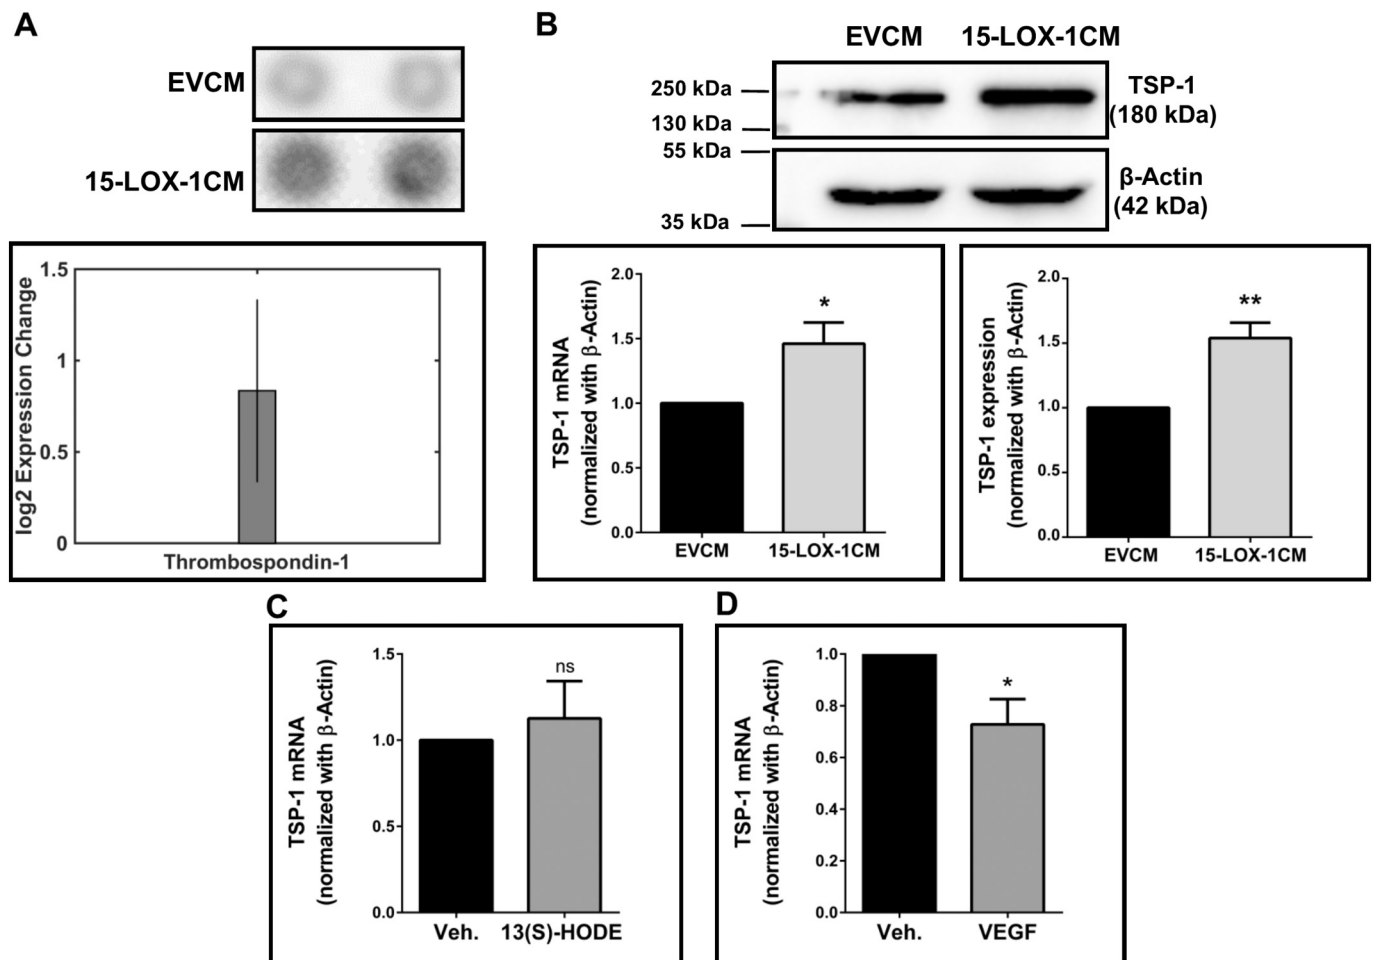 A
EVCM
15-LOX-1CM
log2 Expression Change
1.5
1
0.5
0
Thrombospondin-1
B
EVCM 15-LOX-1CM
250 kDa
130 kDa
55 kDa
35 kDa
TSP-1
(180 kDa)
β-Actin
(42 kDa)
TSP-1 mRNA
(normalized with β-Actin)
2.0
1.5
1.0
0.5
0.0
*
EVCM 15-LOX-1CM
TSP-1 expression
(normalized with β-Actin)
2.0
1.5
1.0
0.5
0.0
**
EVCM 15-LOX-1CM
C
TSP-1 mRNA
(normalized with β-Actin)
1.5
1.0
0.5
0.0
ns
Veh. 13(S)-HODE
D
TSP-1 mRNA
(normalized with β-Actin)
1.0
0.8
0.6
0.4
0.2
0.0
*
Veh. VEGF